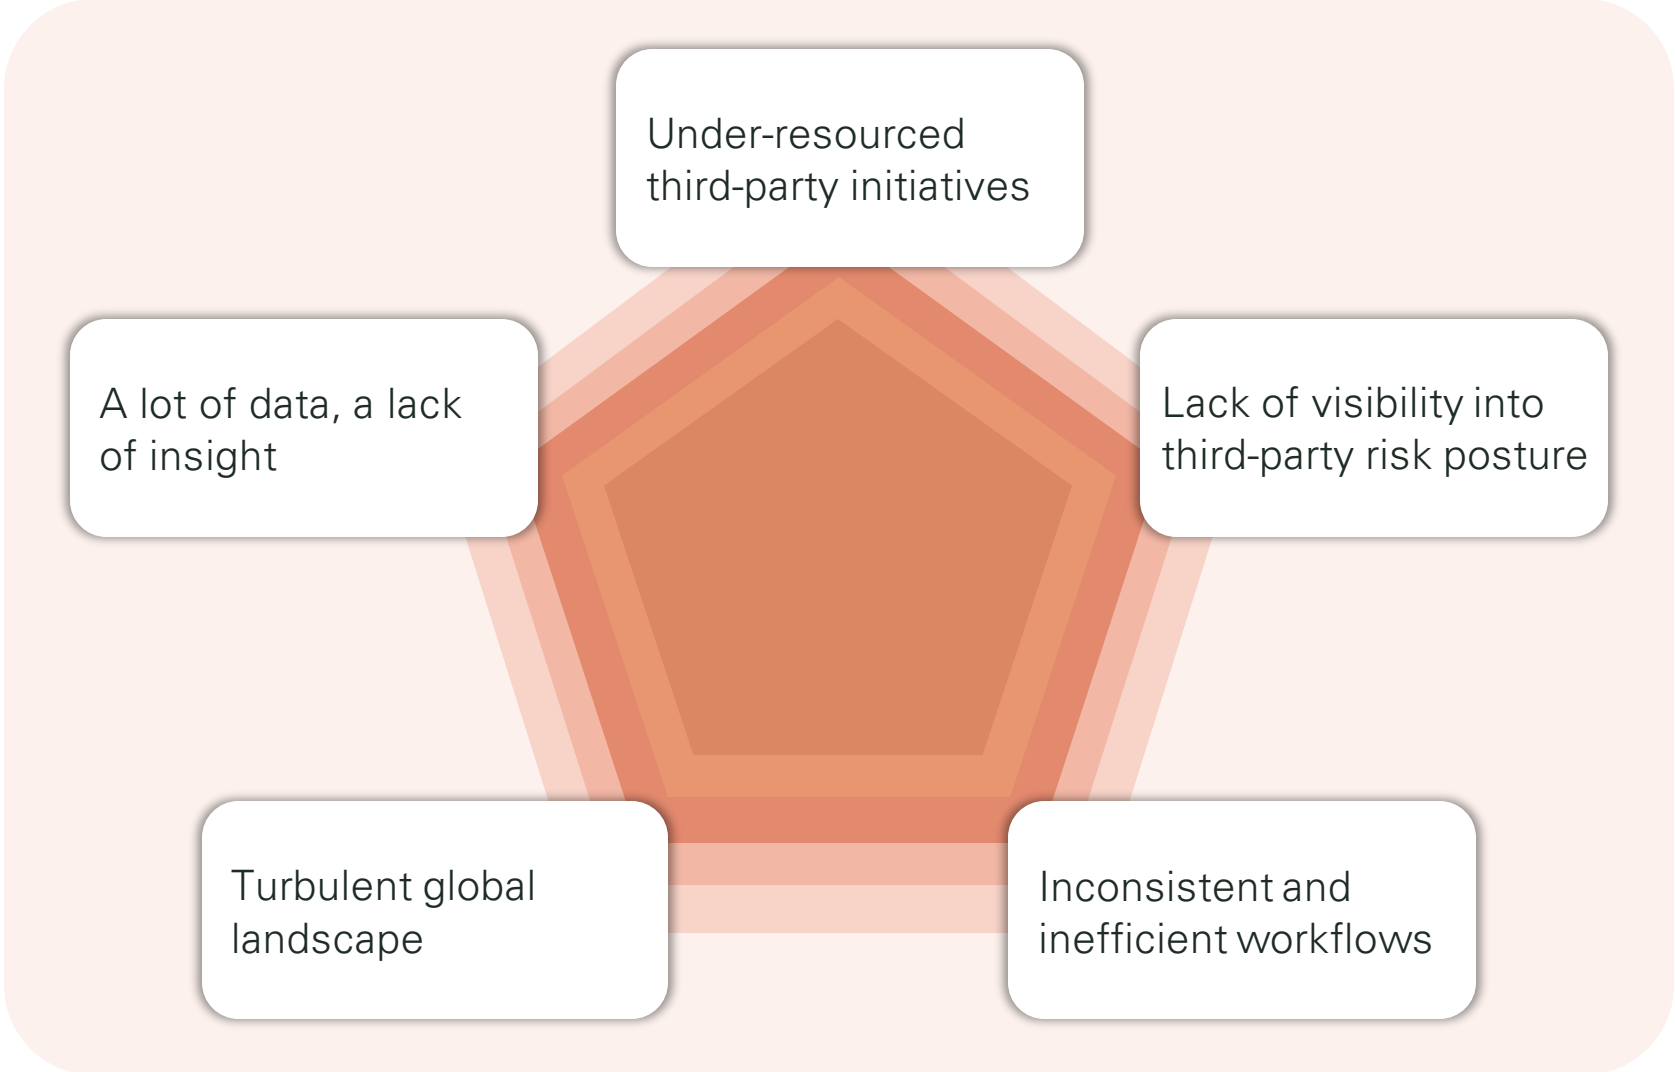 Under-resourced
third-party initiatives
A lot of data, a lack
of insight
Lack of visibility into
third-party risk posture
Turbulent global
landscape
Inconsistent and
inefficient workflows